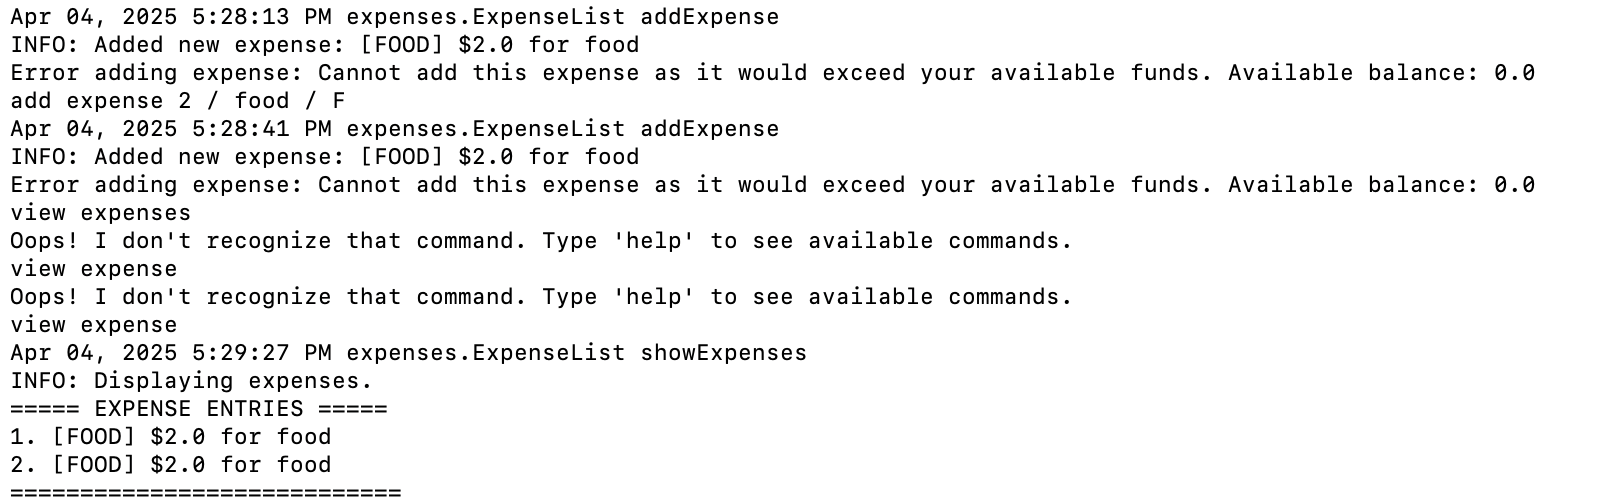 Apr 04, 2025 5:28:13 PM expenses.ExpenseList addExpense
INFO: Added new expense: [FOOD] $2.0 for food
Error adding expense: Cannot add this expense as it would exceed your available funds. Available balance: 0.0
add expense 2 / food / F
Apr 04, 2025 5:28:41 PM expenses.ExpenseList addExpense
INFO: Added new expense: [FOOD] $2.0 for food
Error adding expense: Cannot add this expense as it would exceed your available funds. Available balance: 0.0
view expenses
Oops! I don't recognize that command. Type 'help' to see available commands.
view expense
Oops! I don't recognize that command. Type 'help' to see available commands.
view expense
Apr 04, 2025 5:29:27 PM expenses.ExpenseList showExpenses
INFO: Displaying expenses.
===== EXPENSE ENTRIES =====
1. [FOOD] $2.0 for food
2. [FOOD] $2.0 for food
============================